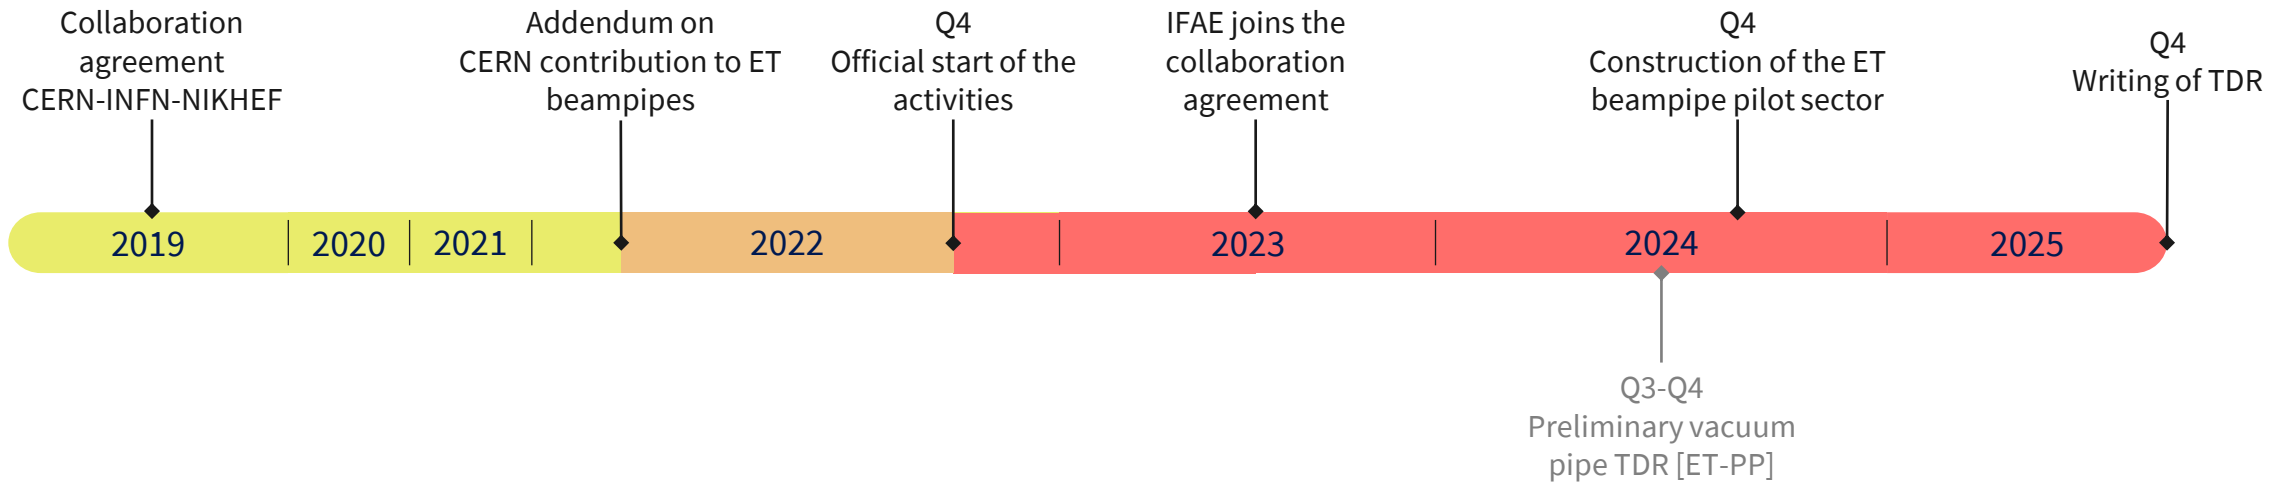 Collaboration
agreement
CERN-INFN-NIKHEF
Addendum on
CERN contribution to ET
beampipes
Q4
Official start of the
activities
IFAE joins the
collaboration
agreement
Q4
Construction of the ET
beampipe pilot sector
Q4
Writing of TDR
2019
2020
2021
2022
2023
2024
2025
Q3-Q4
Preliminary vacuum
pipe TDR [ET-PP]